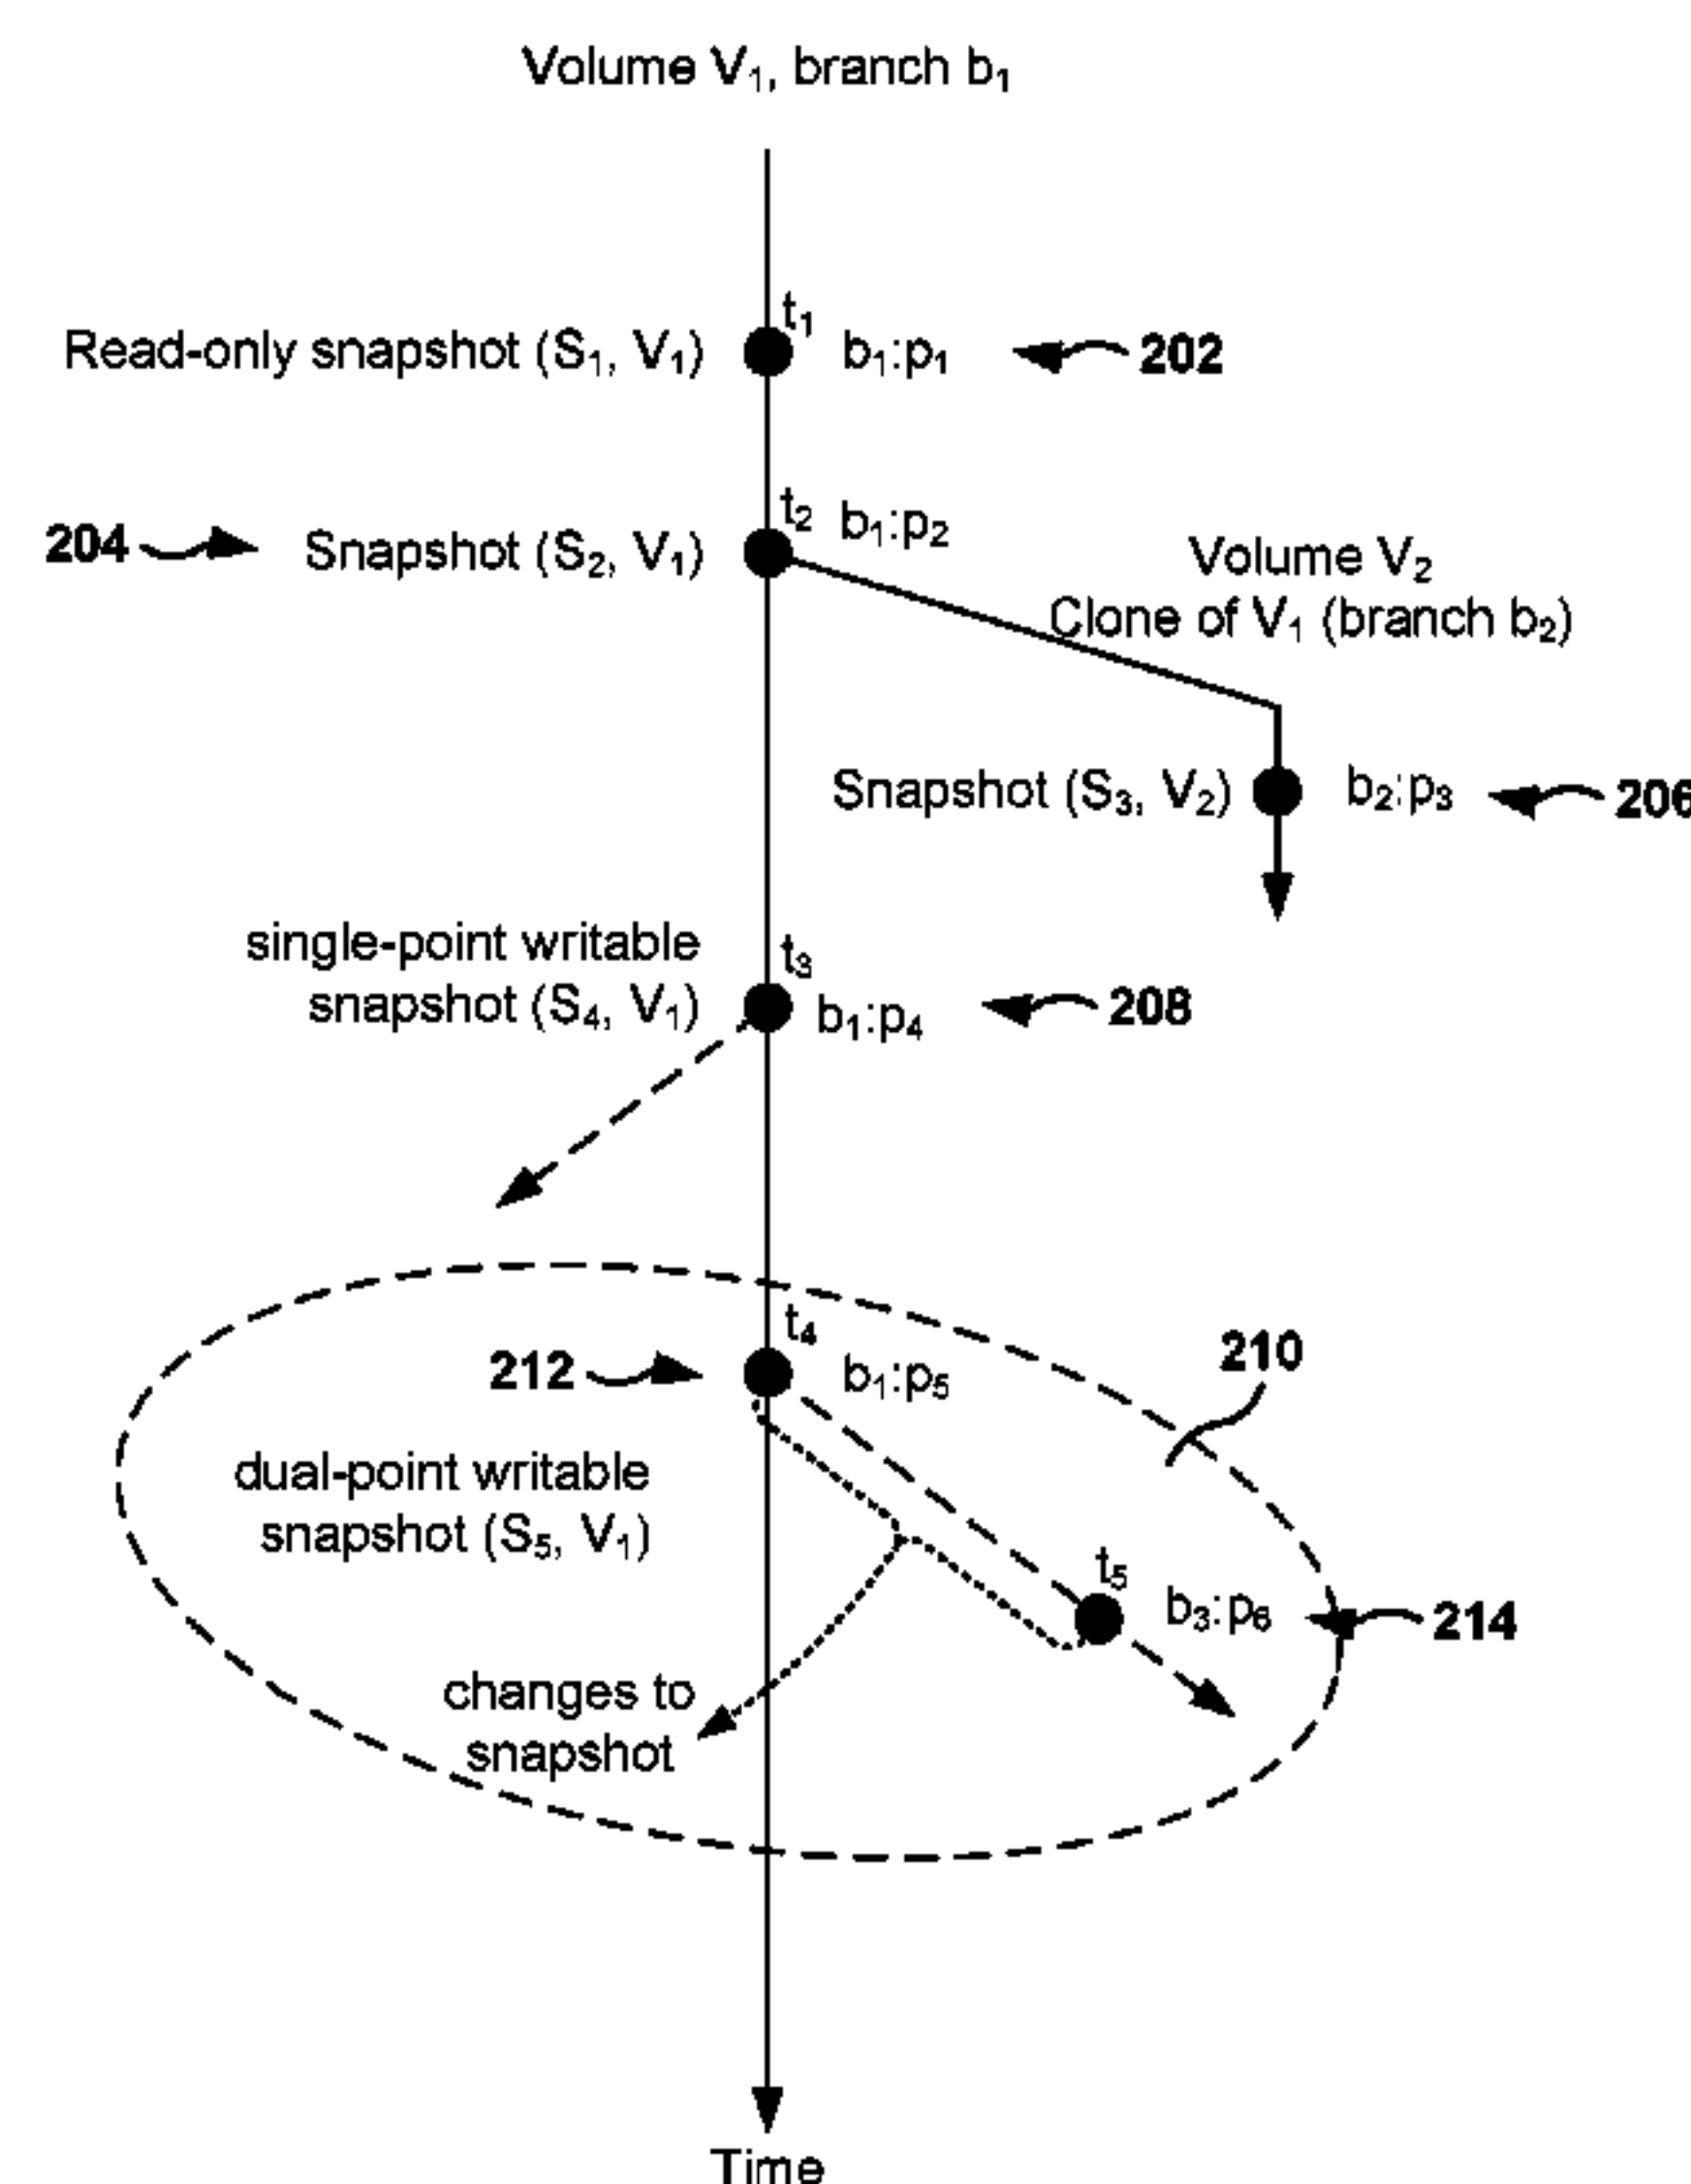 Volume V₁, branch b₁
t₁
Read-only snapshot (S₁, V₁) b₁:p₁ 202
t₂ b₁:p₂
204 Snapshot (S₂, V₁)
Volume V₂
Clone of V₁ (branch b₂)
Snapshot (S₃, V₂) b₂:p₃ 206
single-point writable t₃
snapshot (S₄, V₁) b₁:p₄ 208
t₄ 210
212 b₁:p₅
dual-point writable
snapshot (S₅, V₁)
t₅
b₃:p₆ 214
changes to
snapshot
Time